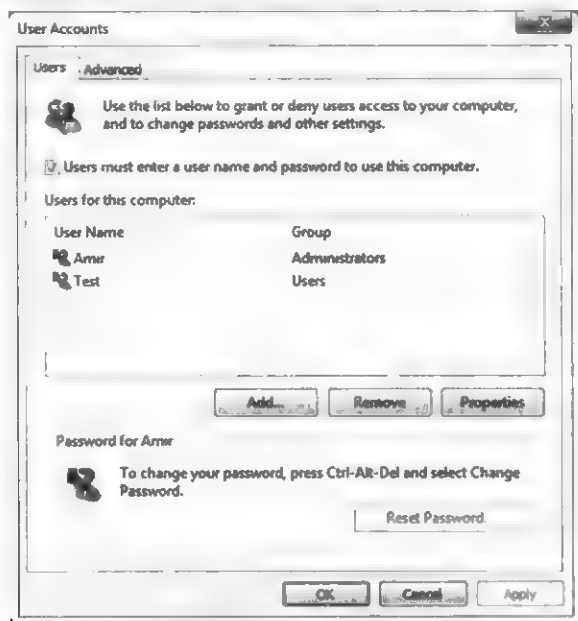 User Accounts
Users Advanced
Use the list below to grant or deny users access to your computer,
and to change passwords and other settings.
Users must enter a user name and password to use this computer.
Users for this computer:
User Name Group
Amir Administrators
Test Users
Add... Remove Properties
Password for Amir
To change your password, press Ctrl-Alt-Del and select Change
Password.
Reset Password
OK Cancel Apply